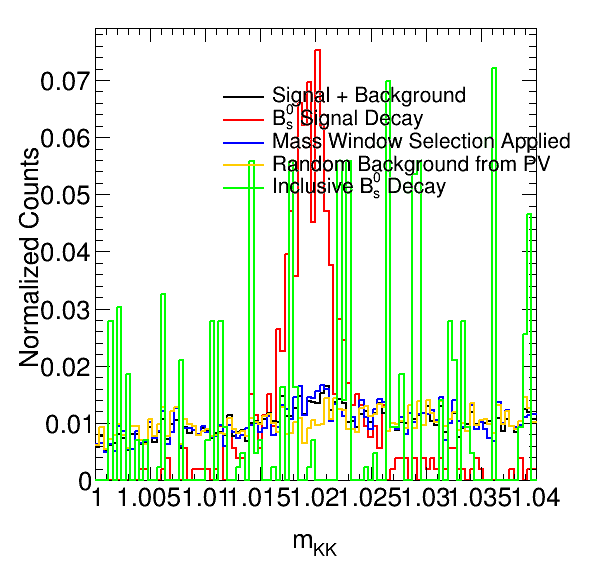 0.07
0.06
0.05
0.04
0.03
0.02
0.01
0
Normalized Counts
Signal + Background
B⁰ₛ Signal Decay
Mass Window Selection Applied
Random Background from PV
Inclusive B⁰ₛ Decay
1 1.005 1.01 1.015 1.02 1.025 1.03 1.035 1.04
m_KK